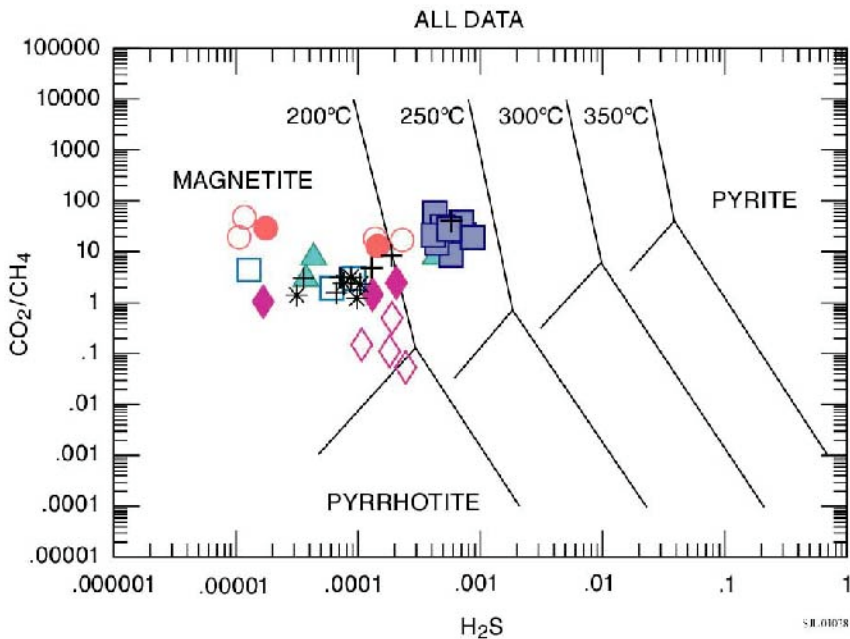 ALL DATA
100000
10000
1000
100
10
1
.1
.01
.001
.0001
.00001
CO₂/CH₄
200°C
250°C
300°C
350°C
MAGNETITE
PYRITE
PYRRHOTITE
.000001
.00001
.0001
.001
.01
.1
1
H₂S